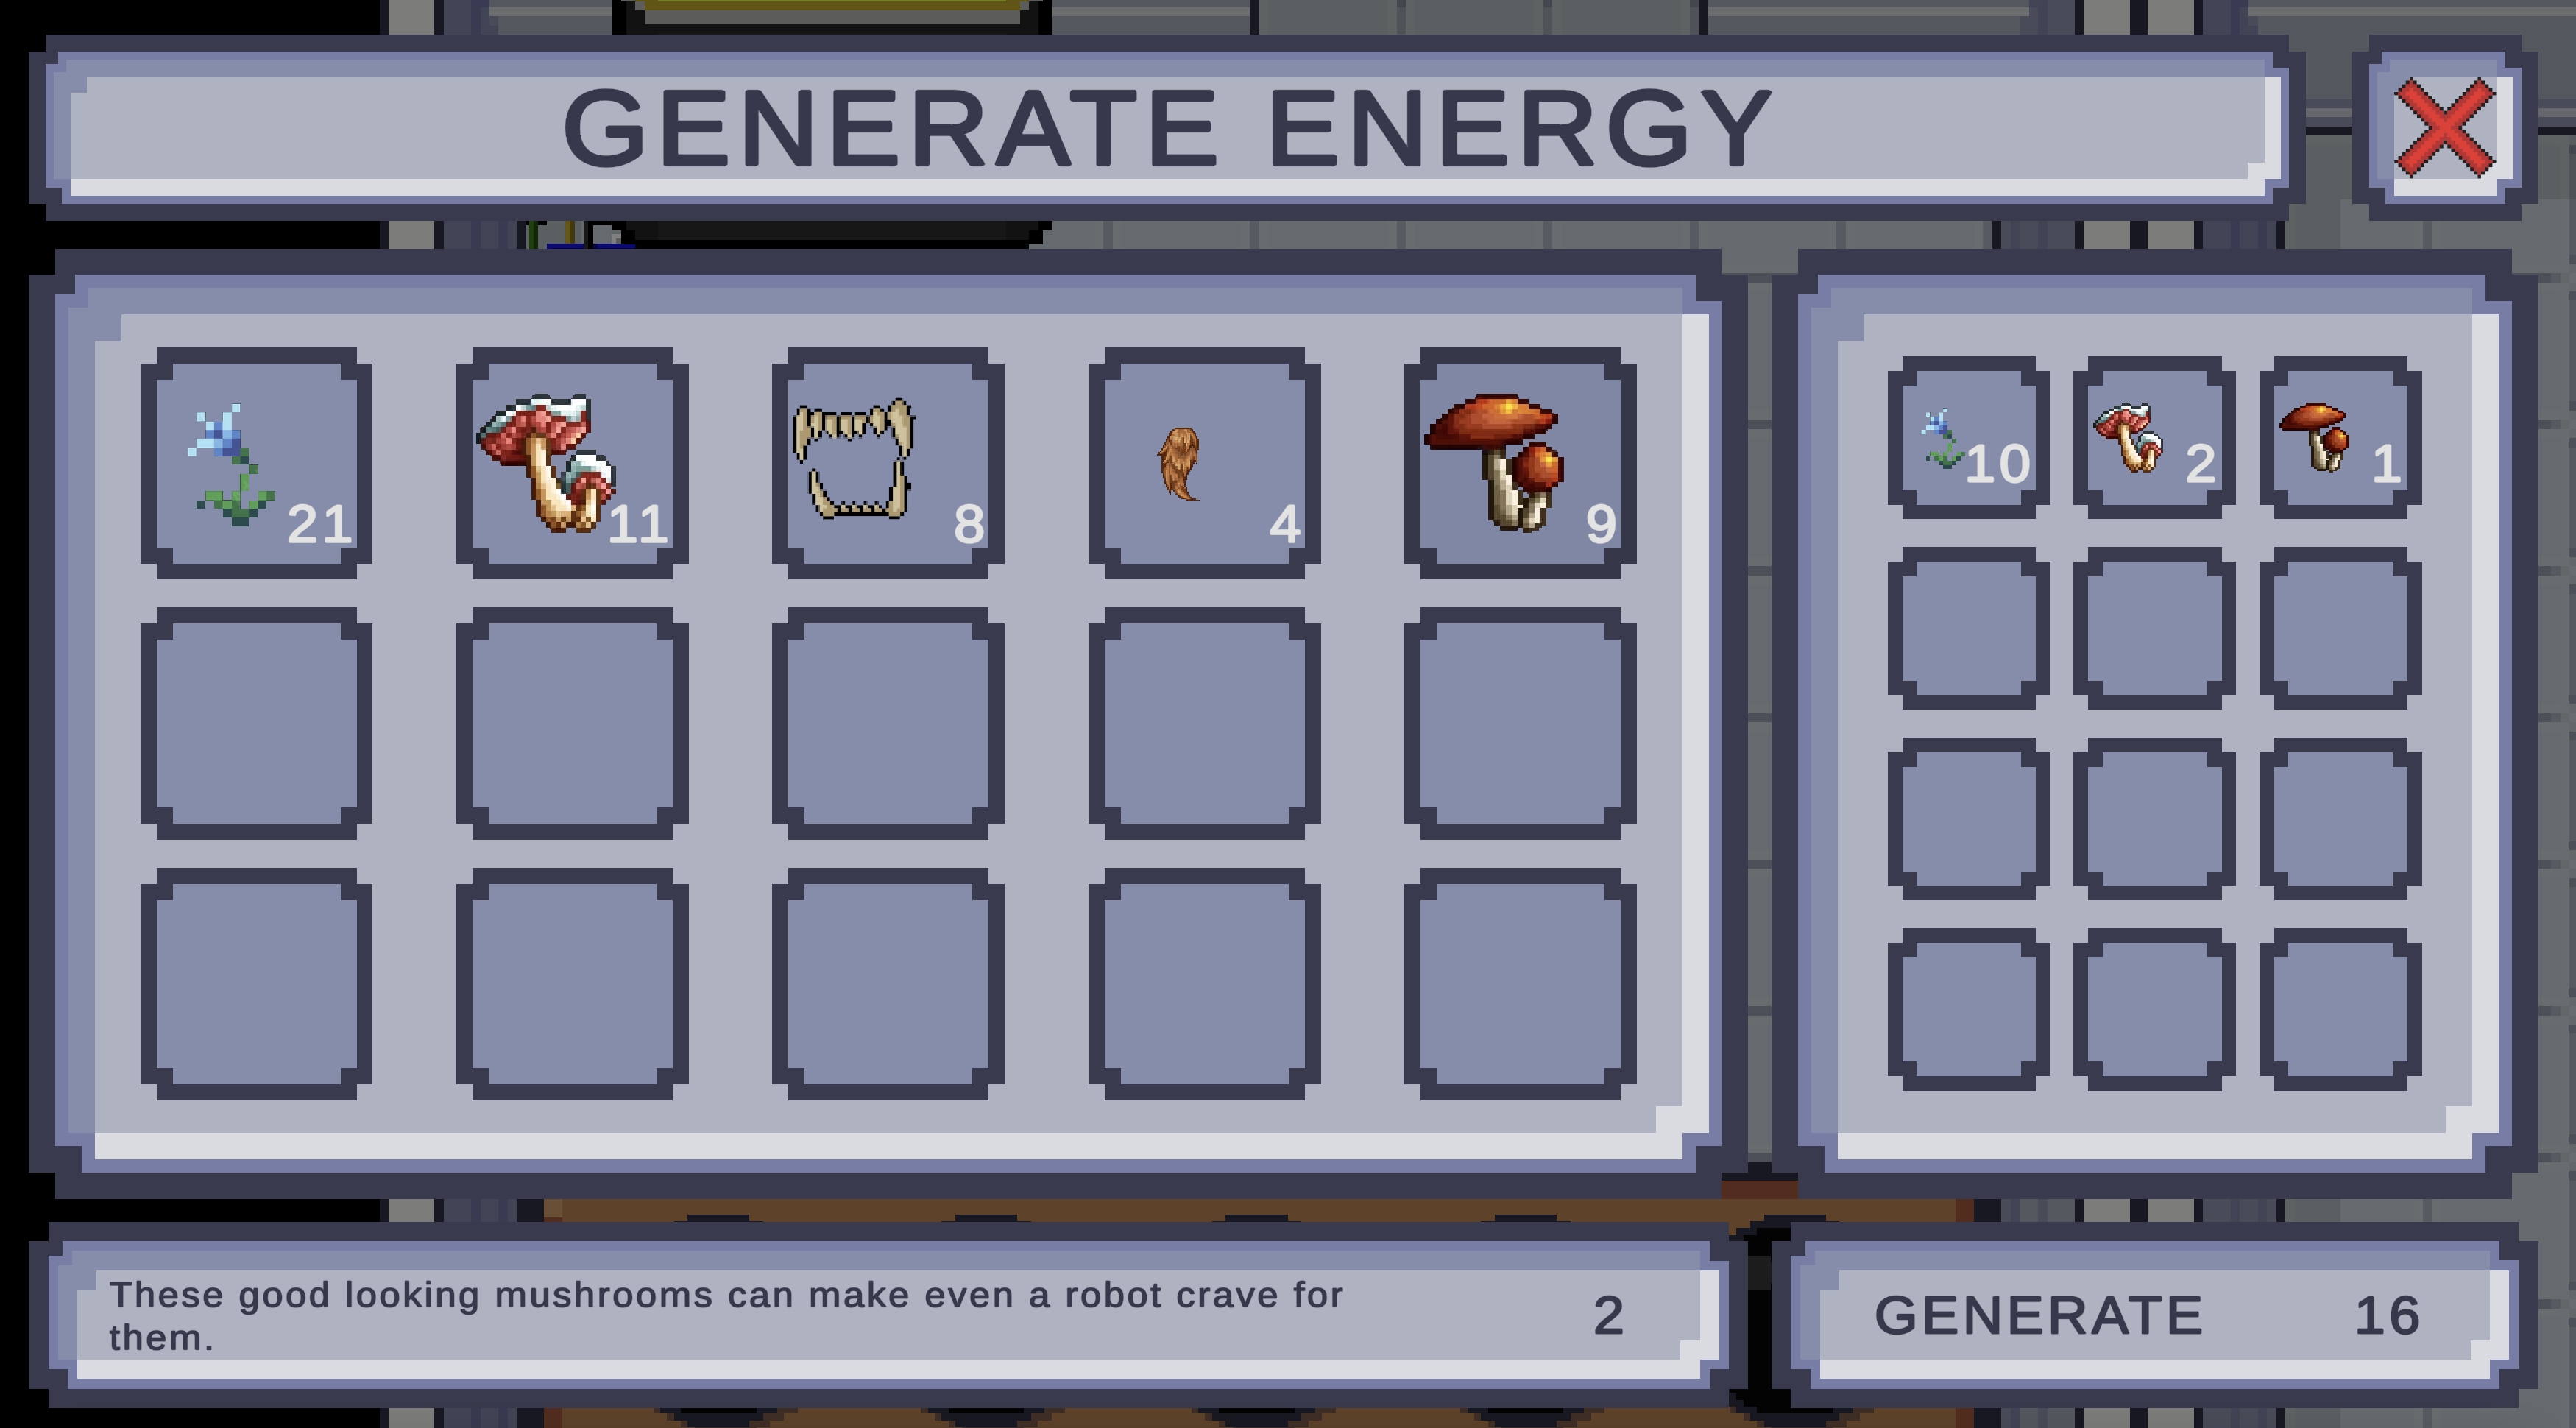 GENERATE ENERGY
21 11 8 4 9
10 2 1
These good looking mushrooms can make even a robot crave for
them.
2
GENERATE 16